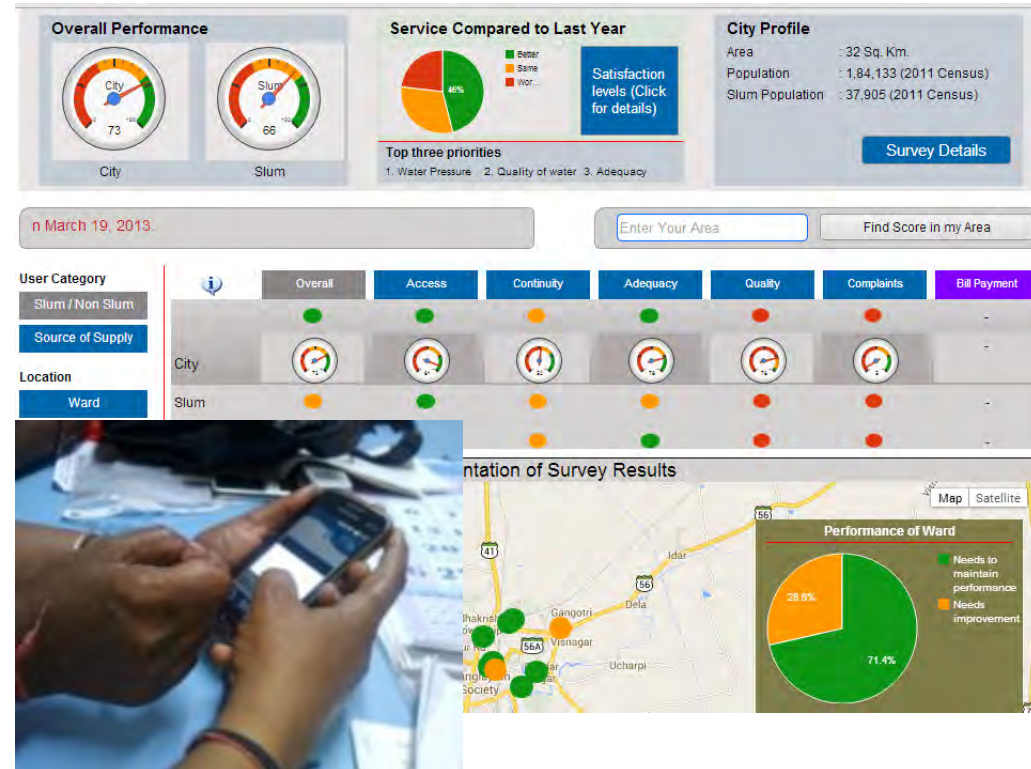 Overall Performance
City
73
City
Slum
66
Slum
Service Compared to Last Year
46%
Better
Same
Wor...
Satisfaction
levels (Click
for details)
Top three priorities
1. Water Pressure 2. Quality of water 3. Adequacy
City Profile
Area : 32 Sq. Km.
Population : 1,84,133 (2011 Census)
Slum Population : 37,905 (2011 Census)
Survey Details
n March 19, 2013.
Enter Your Area
Find Score in my Area
User Category
Slum / Non Slum
Source of Supply
Location
Ward
Overall Access Continuity Adequacy Quality Complaints Bill Payment
-
City
-
Slum
-
-
ntation of Survey Results
Map Satellite
56
41
Idar
56
Dela
Gangotri
56A
Visnagar
Ucharpi
Society
Performance of Ward
28.6%
71.4%
Needs to
maintain
performance
Needs
improvement